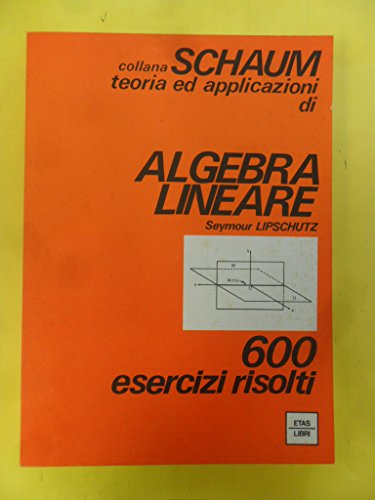 collana SCHAUM
teoria ed applicazioni
di
ALGEBRA
LINEARE
Seymour LIPSCHUTZ
W
U
600
esercizi risolti
ETAS
LIBRI